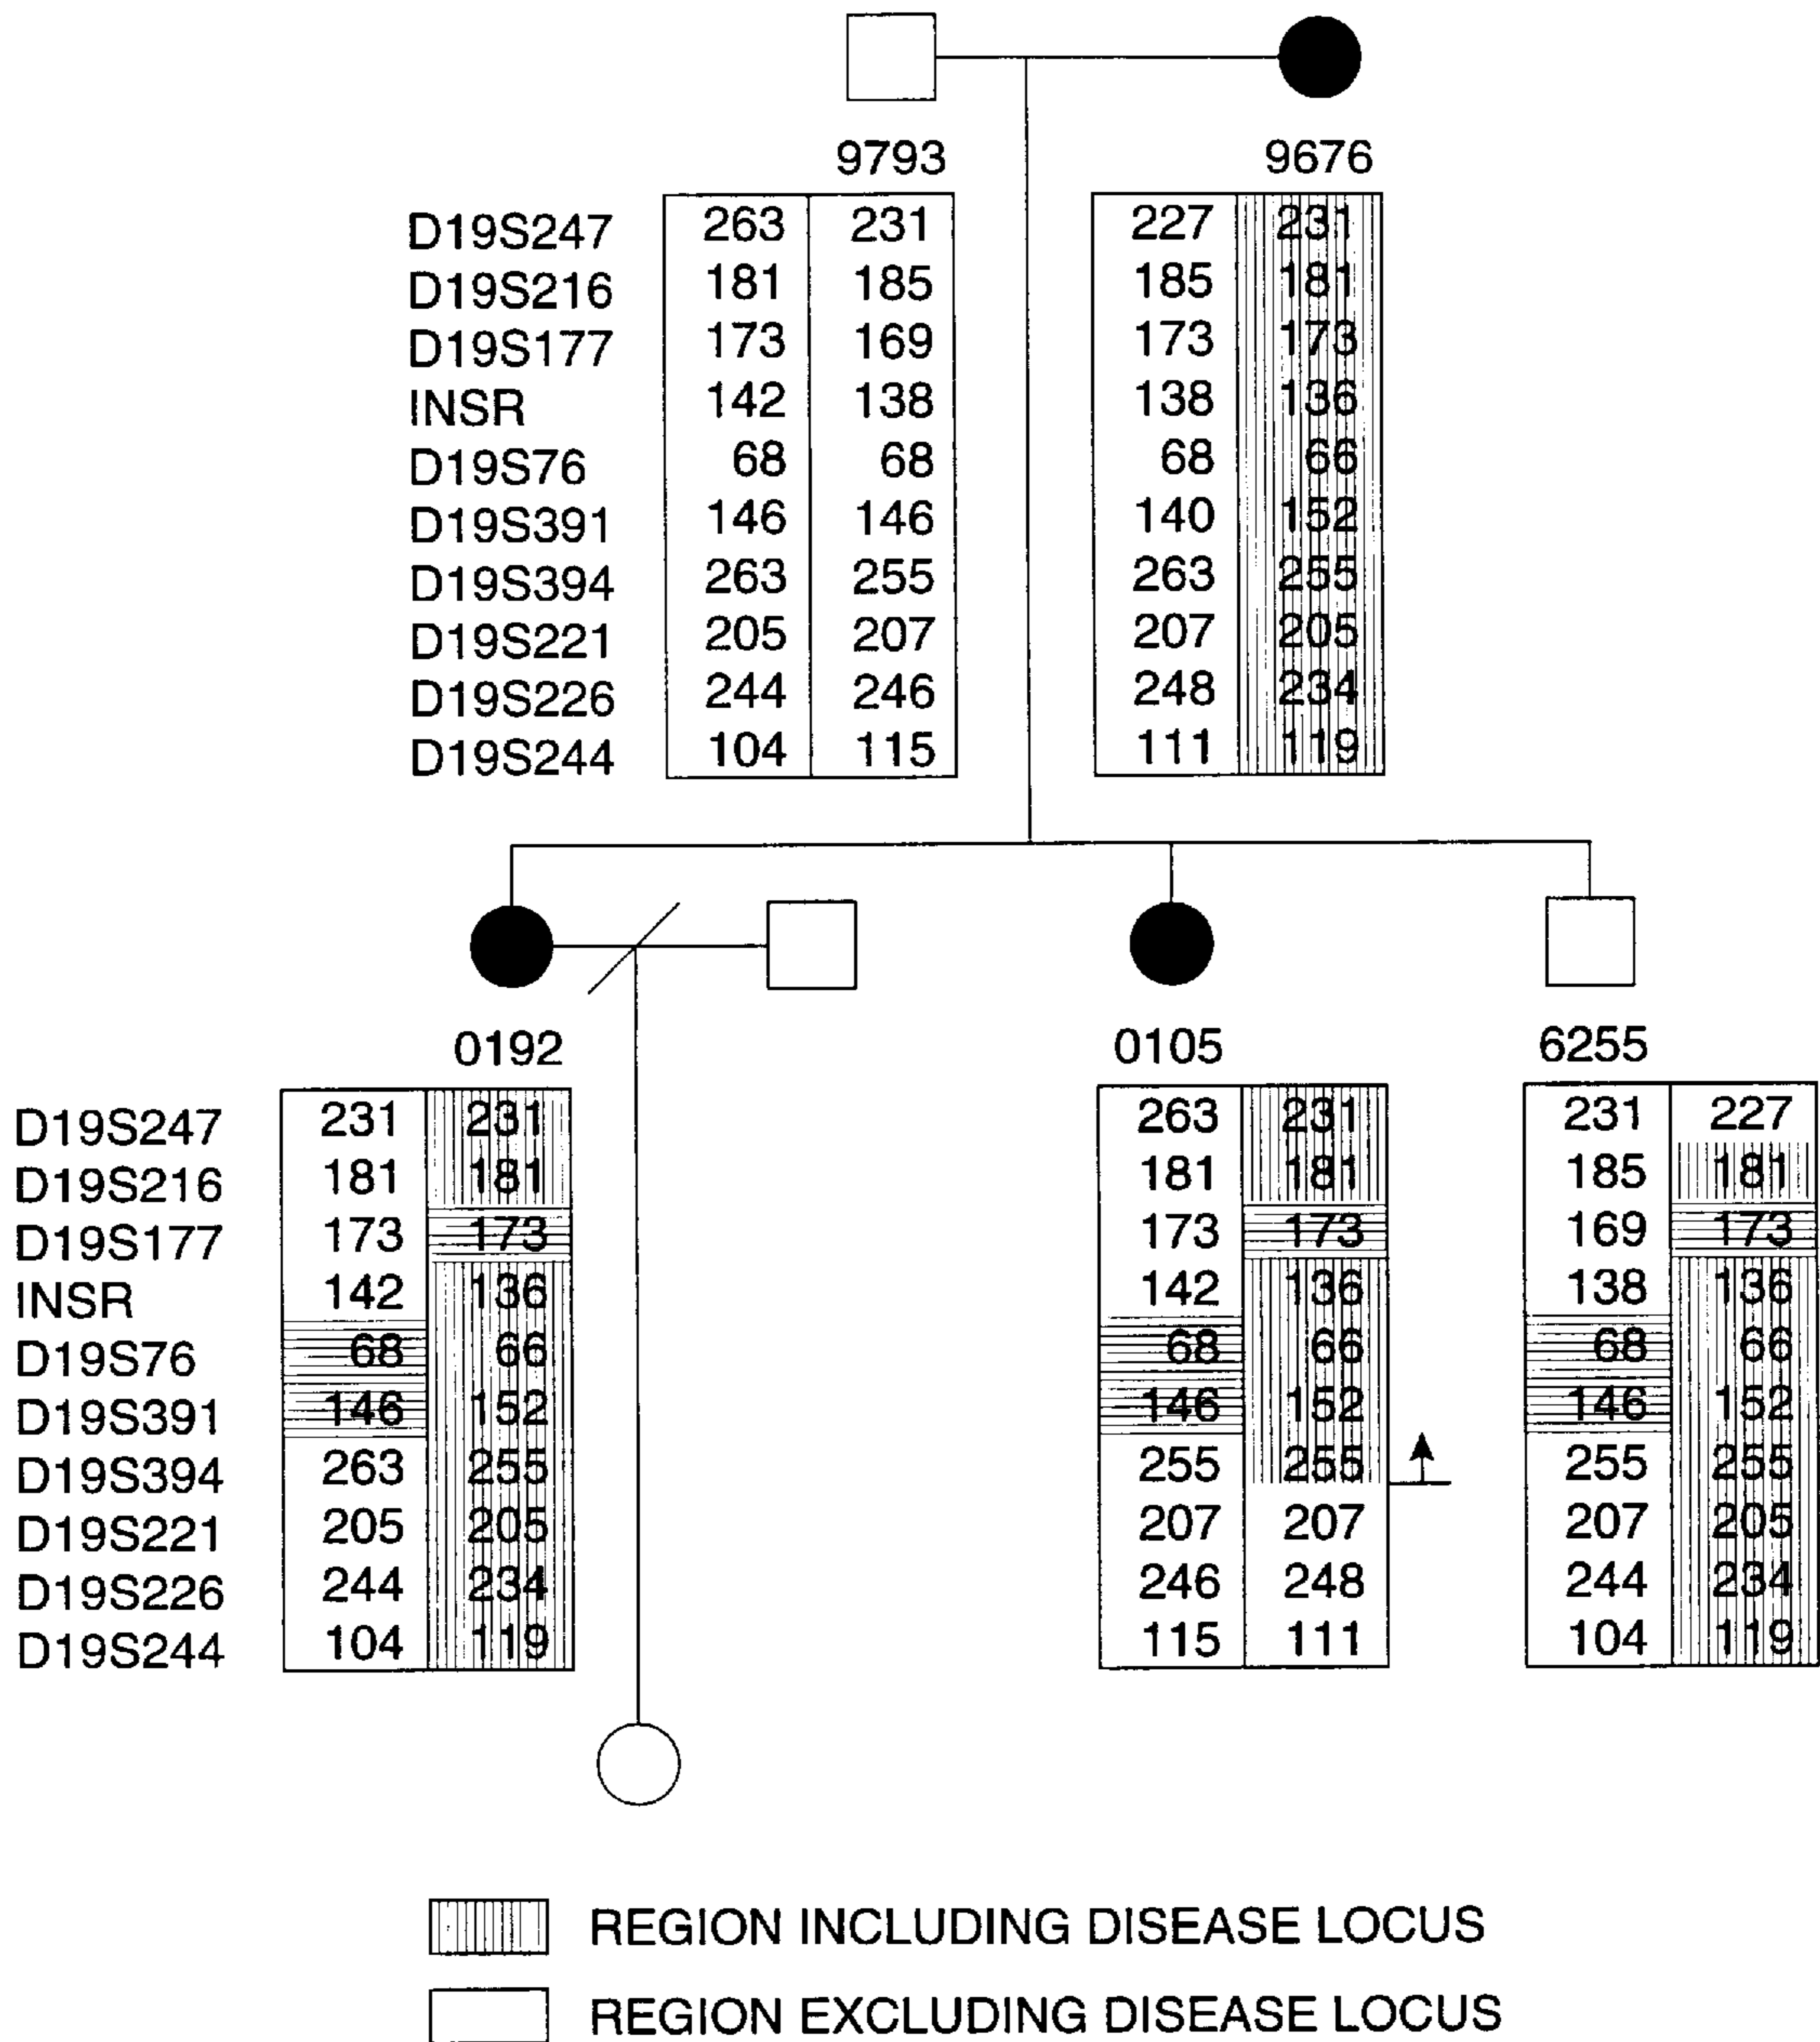 9793 9676
D19S247 263 231 227 231
D19S216 181 185 185 181
D19S177 173 169 173 173
INSR 142 138 138 136
D19S76 68 68 68 66
D19S391 146 146 140 152
D19S394 263 255 263 255
D19S221 205 207 207 205
D19S226 244 246 248 234
D19S244 104 115 111 119
0192 0105 6255
D19S247 231 231 263 231 231 227
D19S216 181 181 181 181 185 181
D19S177 173 173 173 173 169 173
INSR 142 136 142 136 138 136
D19S76 68 66 68 66 68 66
D19S391 146 152 146 152 146 152
D19S394 263 255 255 255 255 255
D19S221 205 205 207 207 207 205
D19S226 244 234 246 248 244 234
D19S244 104 119 115 111 104 119
REGION INCLUDING DISEASE LOCUS
REGION EXCLUDING DISEASE LOCUS